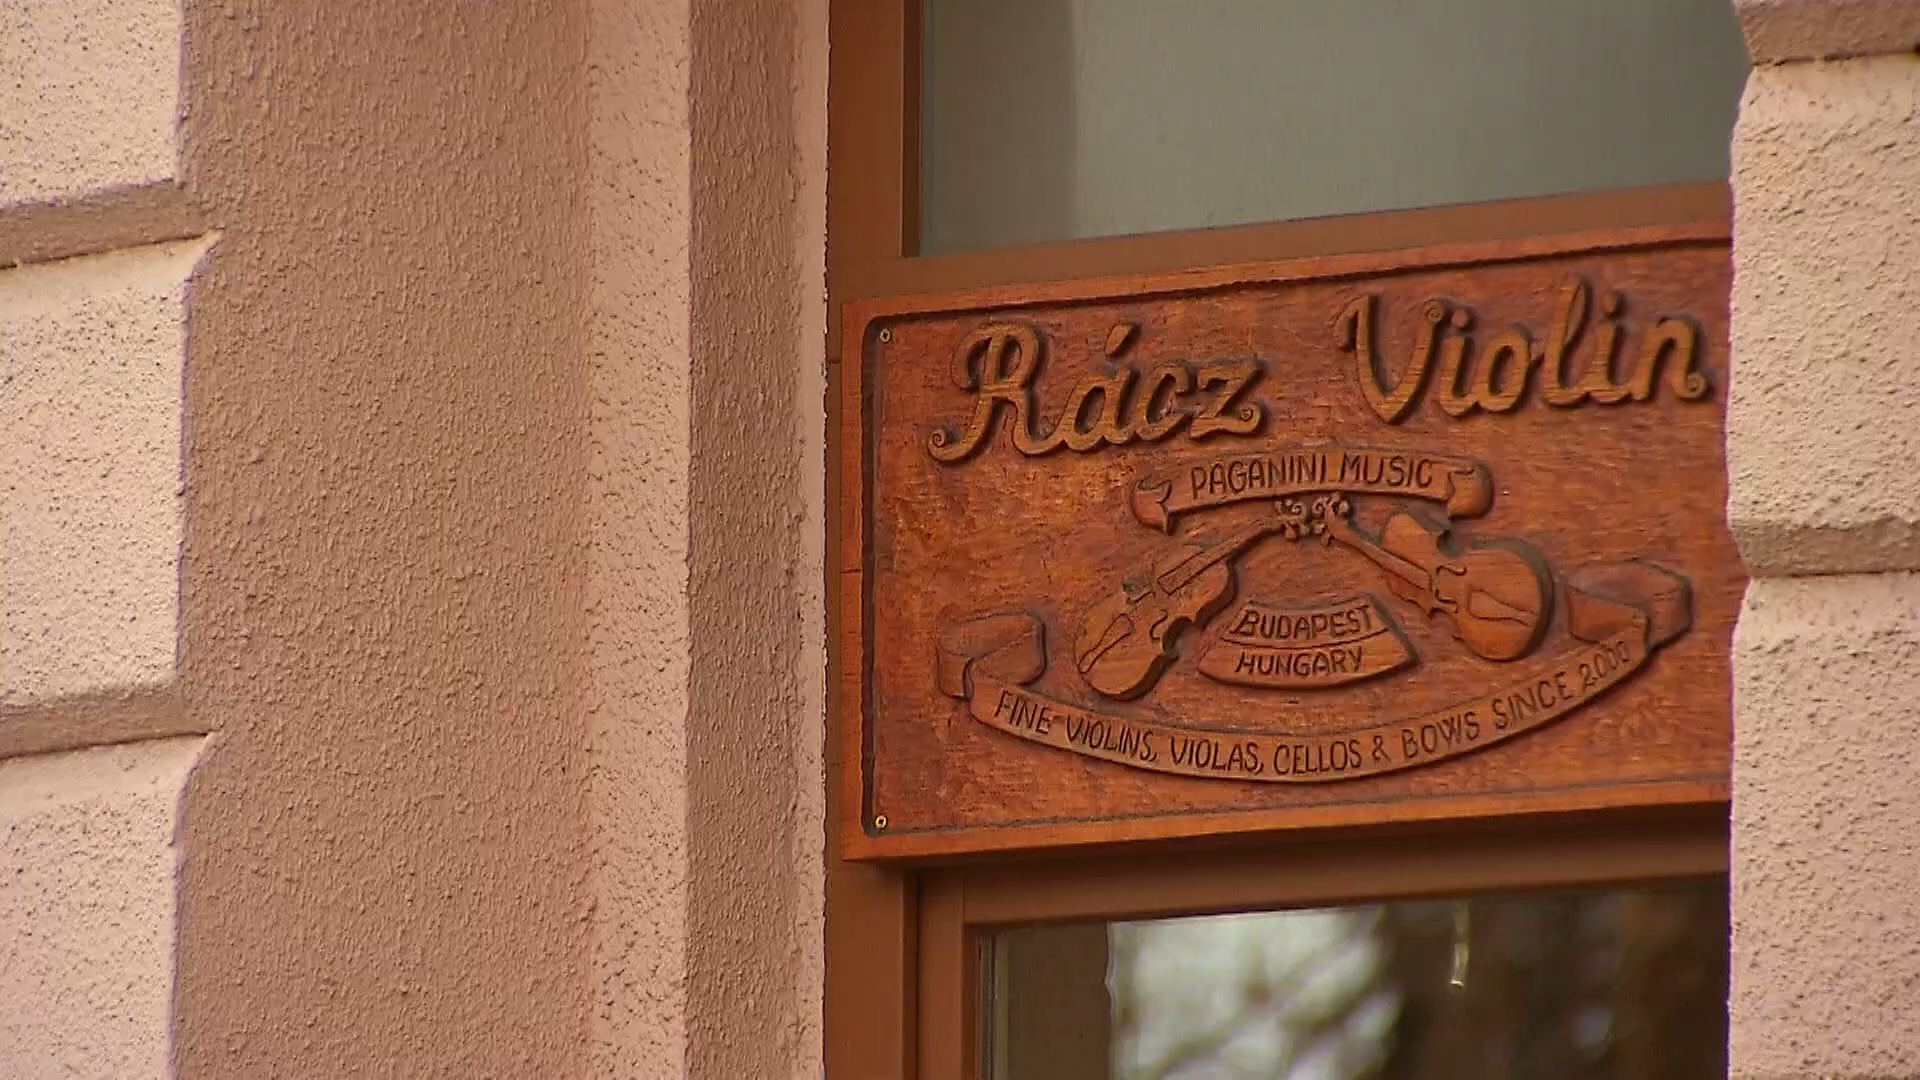 Rácz Violin
PAGANINI MUSIC
BUDAPEST
HUNGARY
FINE VIOLINS, VIOLAS, CELLOS & BOWS SINCE 2000